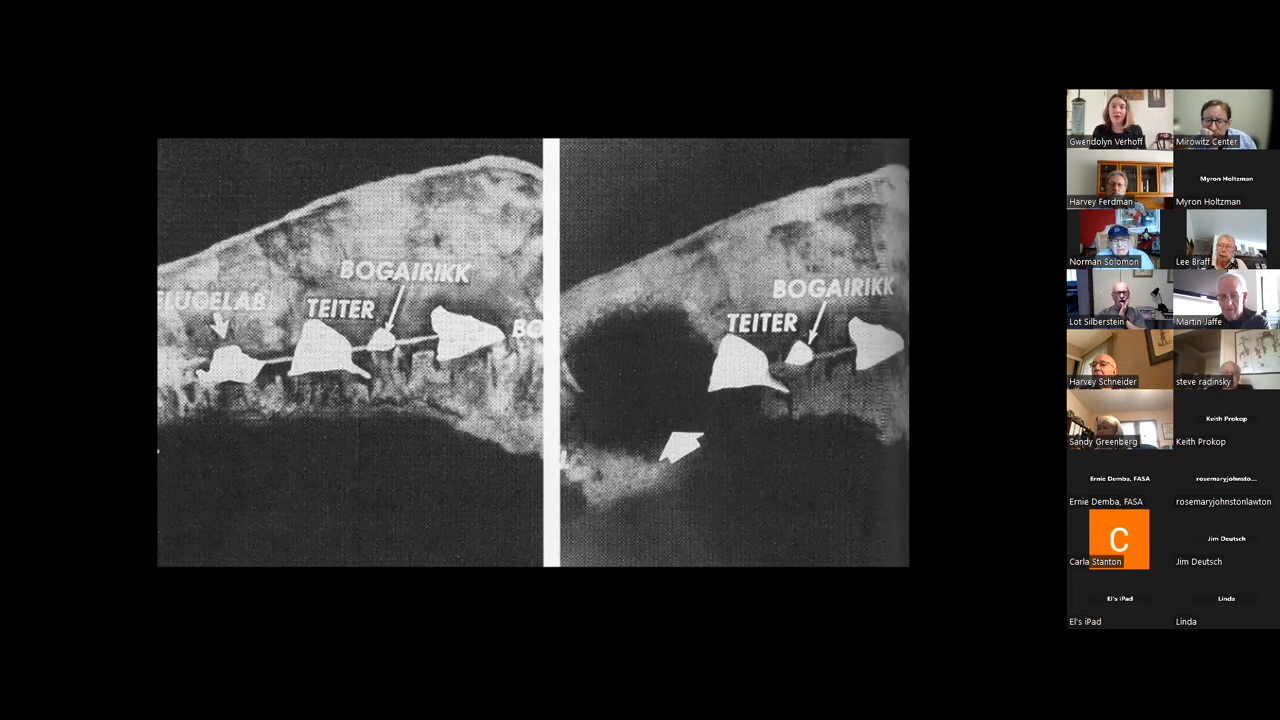 ELUGELAB
TEITER
BOGAIRIKK
BO
TEITER
BOGAIRIKK
Gwendolyn Verhoff
Mirowitz Center
Harvey Ferdman
Myron Holtzman
Myron Holtzman
Norman Solomon
Lee Braff
Lot Silberstein
Martin Jaffe
Harvey Schneider
steve radinsky
Sandy Greenberg
Keith Prokop
Keith Prokop
Ernie Demba, FASA
rosemaryjohnsto...
Ernie Demba, FASA
rosemaryjohnstonlawton
C
Carla Stanton
Jim Deutsch
Jim Deutsch
El's iPad
Linda
El's iPad
Linda